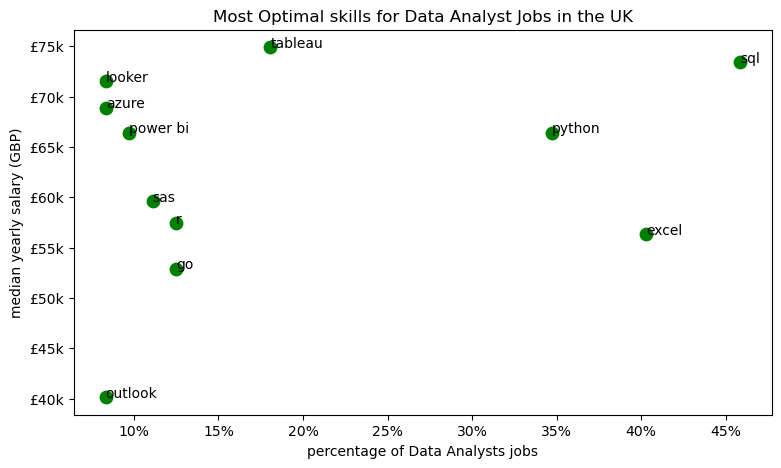 Most Optimal skills for Data Analyst Jobs in the UK
median yearly salary (GBP)
£75k
£70k
£65k
£60k
£55k
£50k
£45k
£40k
tableau
sql
looker
azure
power bi
python
sas
r
excel
go
outlook
10%
15%
20%
25%
30%
35%
40%
45%
percentage of Data Analysts jobs